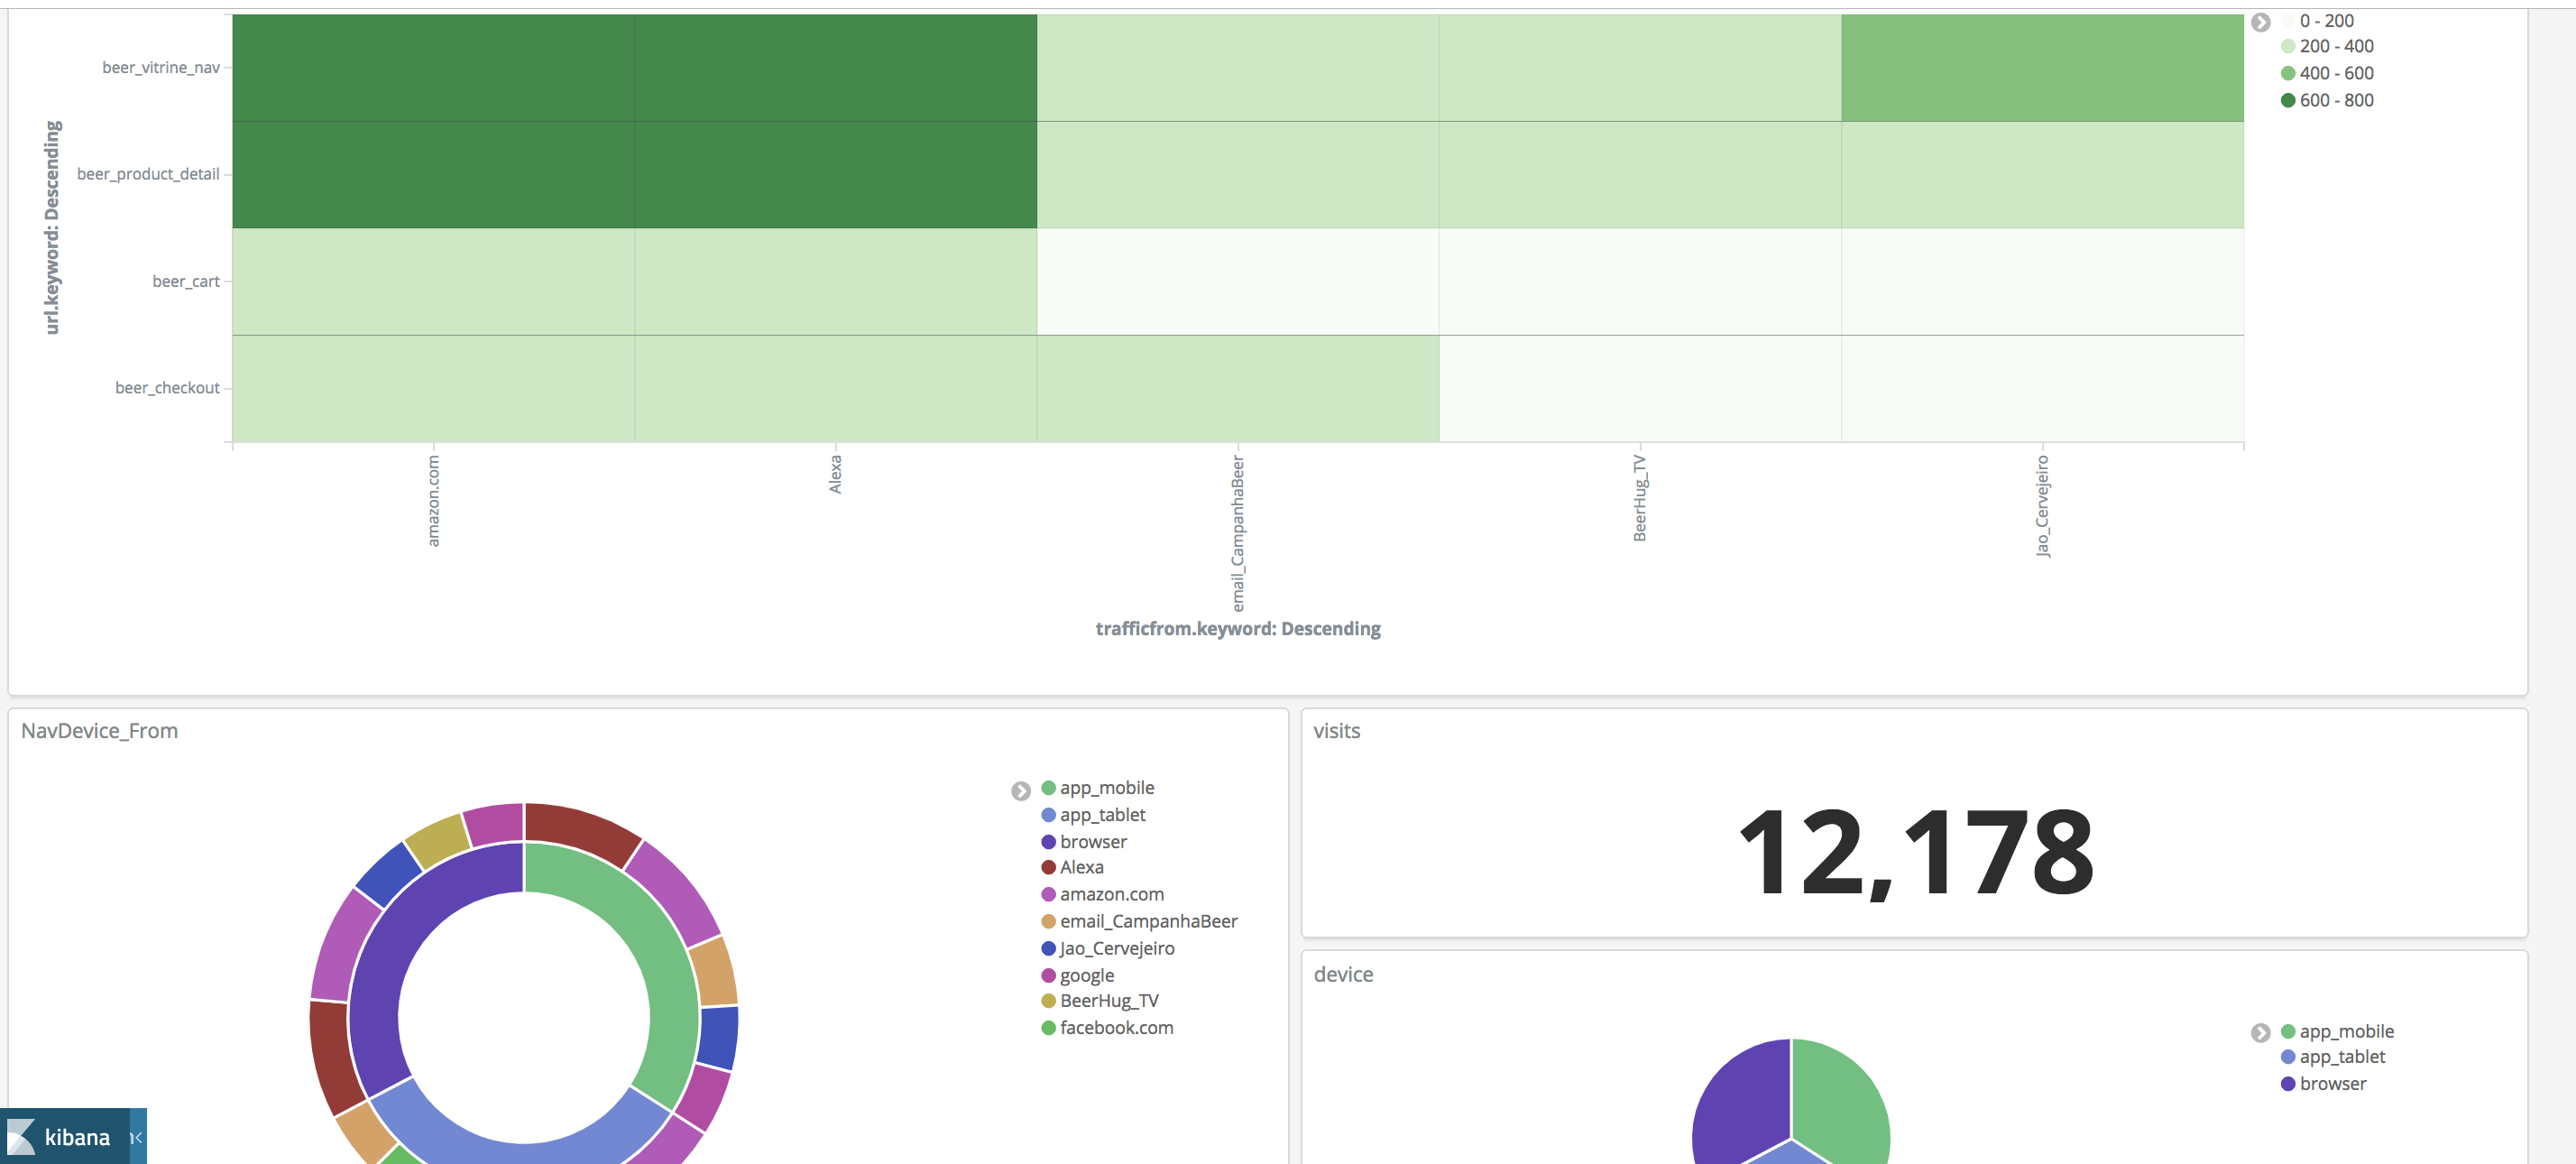 0 - 200
200 - 400
400 - 600
600 - 800
url.keyword: Descending
beer_vitrine_nav
beer_product_detail
beer_cart
beer_checkout
amazon.com
Alexa
email_CampanhaBeer
BeerHug_TV
Jao_Cervejeiro
trafficfrom.keyword: Descending
NavDevice_From
app_mobile
app_tablet
browser
Alexa
amazon.com
email_CampanhaBeer
Jao_Cervejeiro
google
BeerHug_TV
facebook.com
visits
12,178
device
app_mobile
app_tablet
browser
kibana